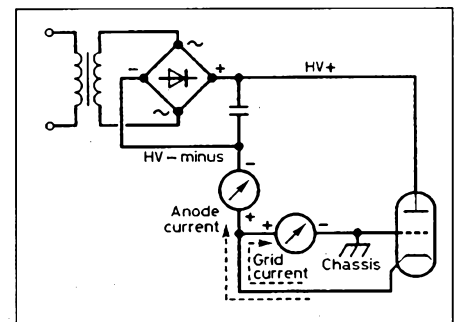 ~
- +
HV+
~
HV-minus
-
Anode
current
+
+ -
Grid
current
Chassis